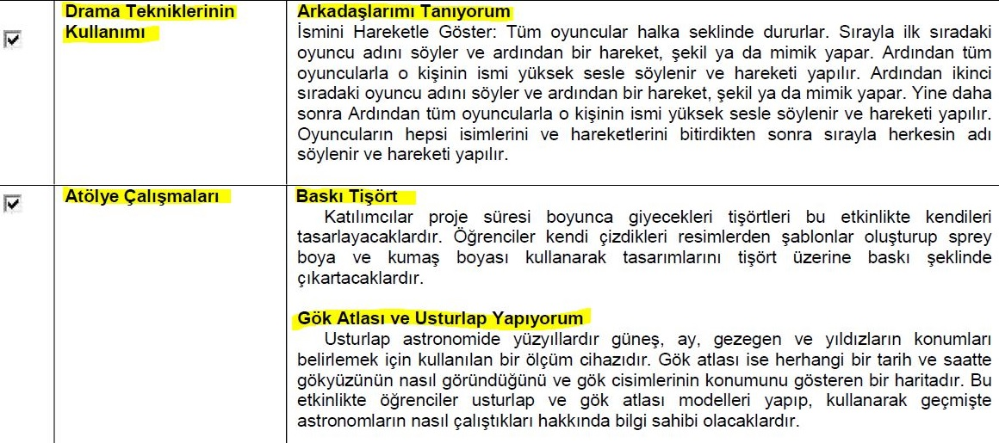 Drama Tekniklerinin
Kullanımı
Arkadaşlarımı Tanıyorum
İsmini Hareketle Göster: Tüm oyuncular halka seklinde dururlar. Sırayla ilk sıradaki
oyuncu adını söyler ve ardından bir hareket, şekil ya da mimik yapar. Ardından tüm
oyuncularla o kişinin ismi yüksek sesle söylenir ve hareketi yapılır. Ardından ikinci
sıradaki oyuncu adını söyler ve ardından bir hareket, şekil ya da mimik yapar. Yine daha
sonra Ardından tüm oyuncularla o kişinin ismi yüksek sesle söylenir ve hareketi yapılır.
Oyuncuların hepsi isimlerini ve hareketlerini bitirdikten sonra sırayla herkesin adı
söylenir ve hareketi yapılır.
Atölye Çalışmaları
Baskı Tişört
Katılımcılar proje süresi boyunca giyecekleri tişörtleri bu etkinlikte kendileri
tasarlayacaklardır. Öğrenciler kendi çizdikleri resimlerden şablonlar oluşturup sprey
boya ve kumaş boyası kullanarak tasarımlarını tişört üzerine baskı şeklinde
çıkartacaklardır.
Gök Atlası ve Usturlap Yapıyorum
Usturlap astronomide yüzyıllardır güneş, ay, gezegen ve yıldızların konumları
belirlemek için kullanılan bir ölçüm cihazıdır. Gök atlası ise herhangi bir tarih ve saatte
gökyüzünün nasıl göründüğünü ve gök cisimlerinin konumunu gösteren bir haritadır. Bu
etkinlikte öğrenciler usturlap ve gök atlası modelleri yapıp, kullanarak geçmişte
astronomların nasıl çalıştıkları hakkında bilgi sahibi olacaklardır.